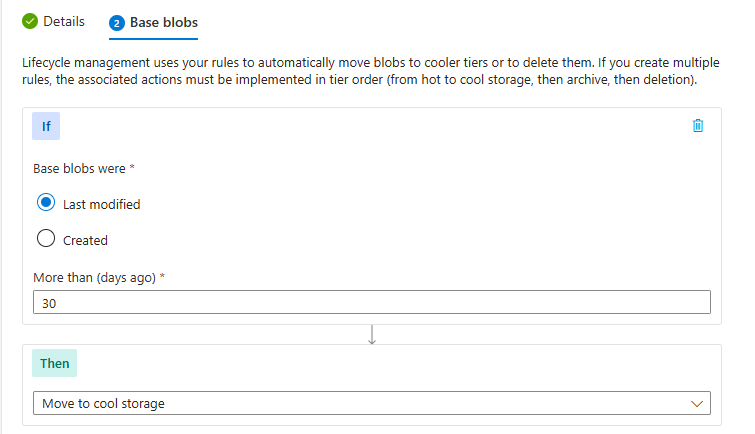 Details
2 Base blobs
Lifecycle management uses your rules to automatically move blobs to cooler tiers or to delete them. If you create multiple
rules, the associated actions must be implemented in tier order (from hot to cool storage, then archive, then deletion).
If
Base blobs were *
Last modified
Created
More than (days ago) *
30
Then
Move to cool storage